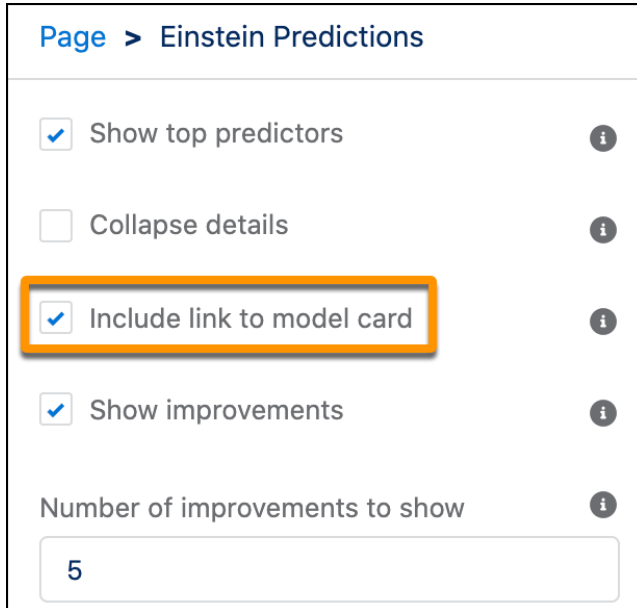 Page > Einstein Predictions
Show top predictors
Collapse details
Include link to model card
Show improvements
Number of improvements to show
5